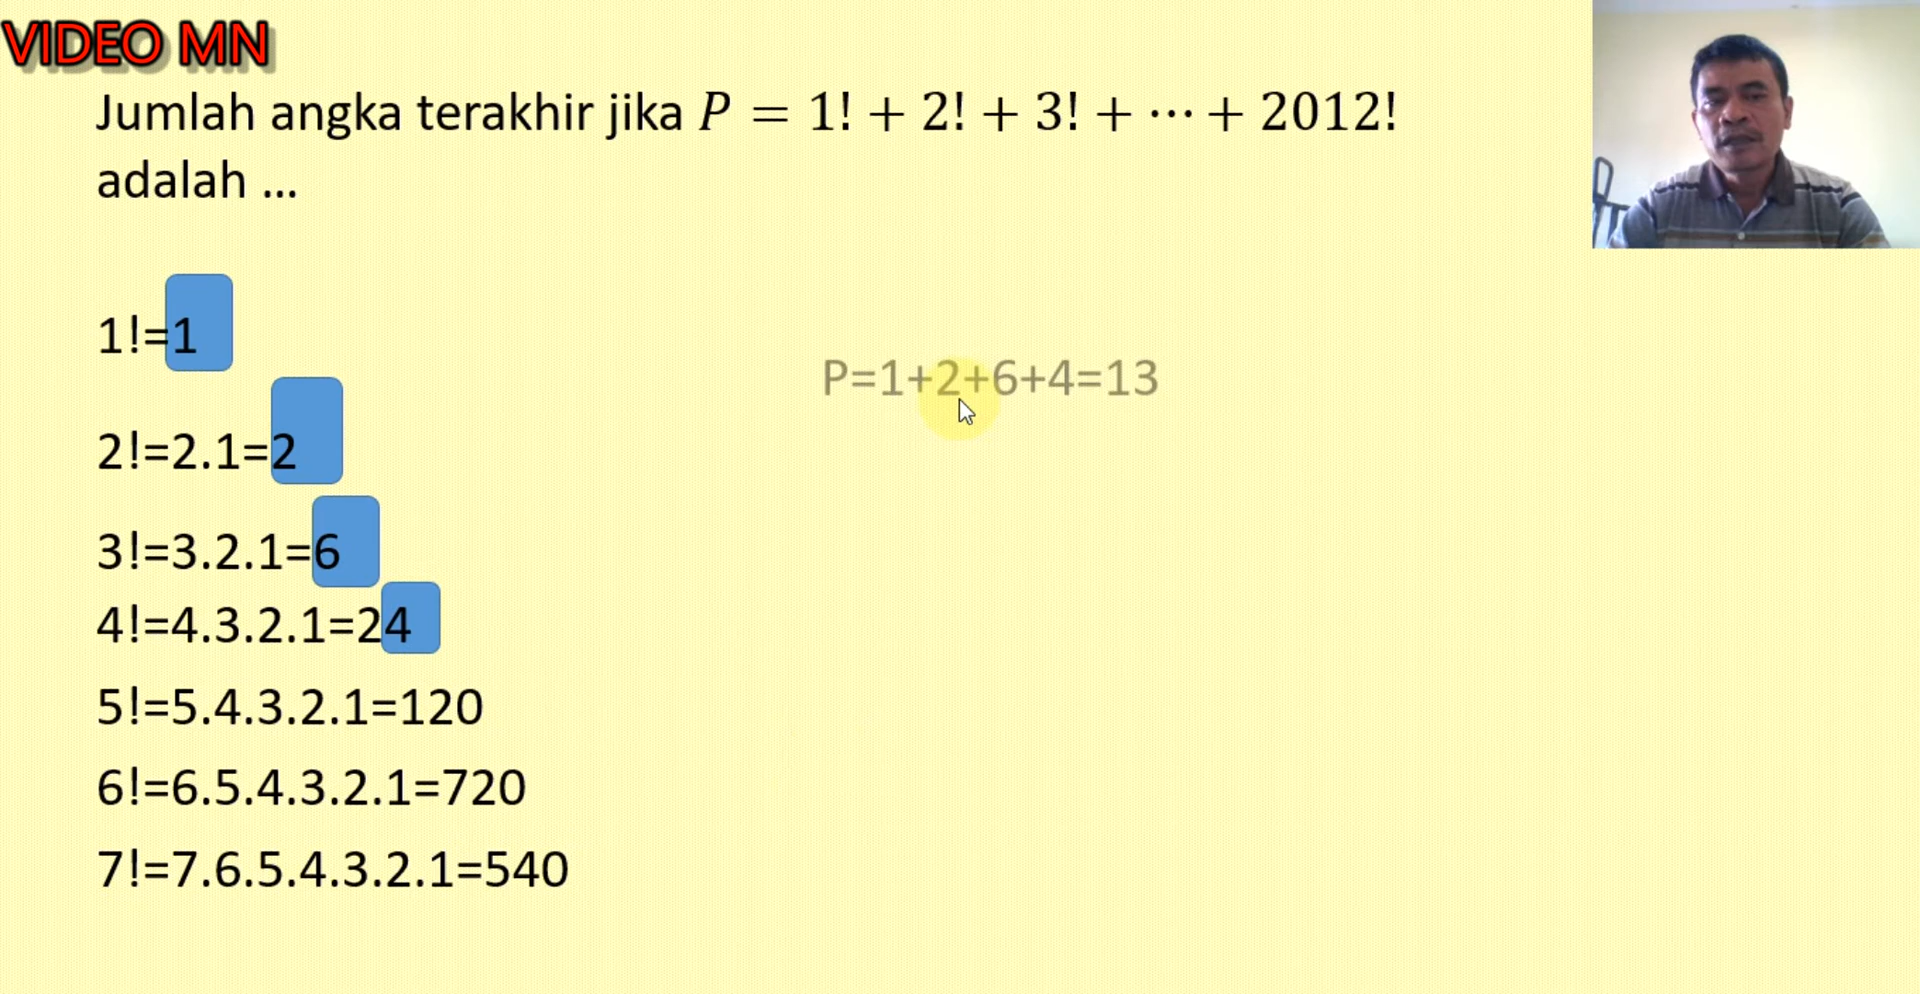 VIDEO MN
Jumlah angka terakhir jika P = 1! + 2! + 3! + ⋯ + 2012!
adalah ...
1!=1
P=1+2+6+4=13
2!=2.1=2
3!=3.2.1=6
4!=4.3.2.1=24
5!=5.4.3.2.1=120
6!=6.5.4.3.2.1=720
7!=7.6.5.4.3.2.1=540